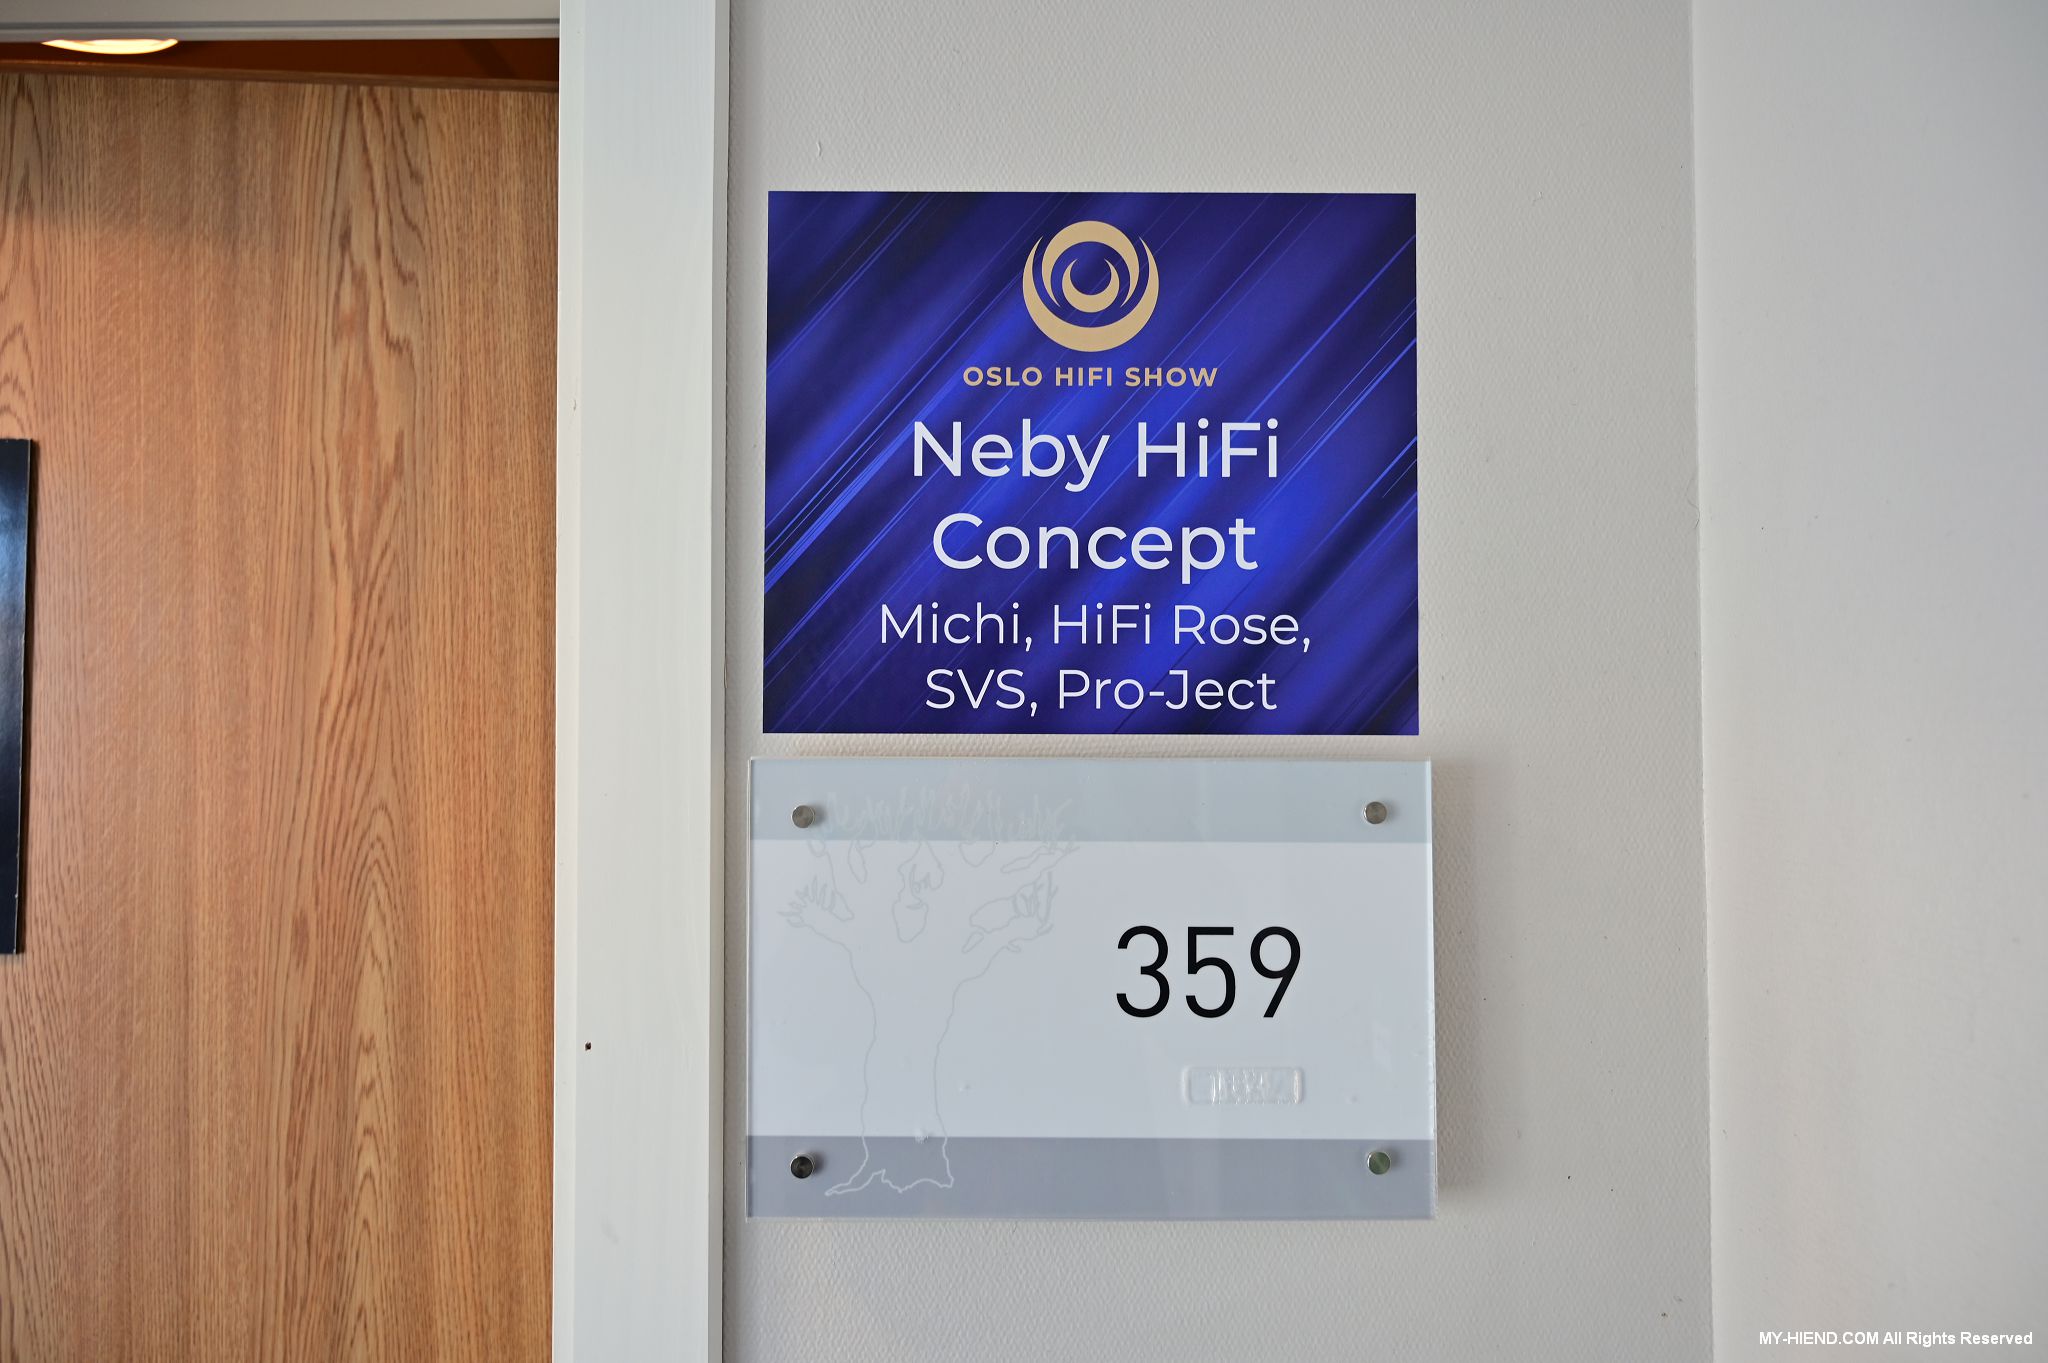 OSLO HIFI SHOW
Neby HiFi
Concept
Michi, HiFi Rose,
SVS, Pro-Ject
359
MY-HIEND.COM All Rights Reserved